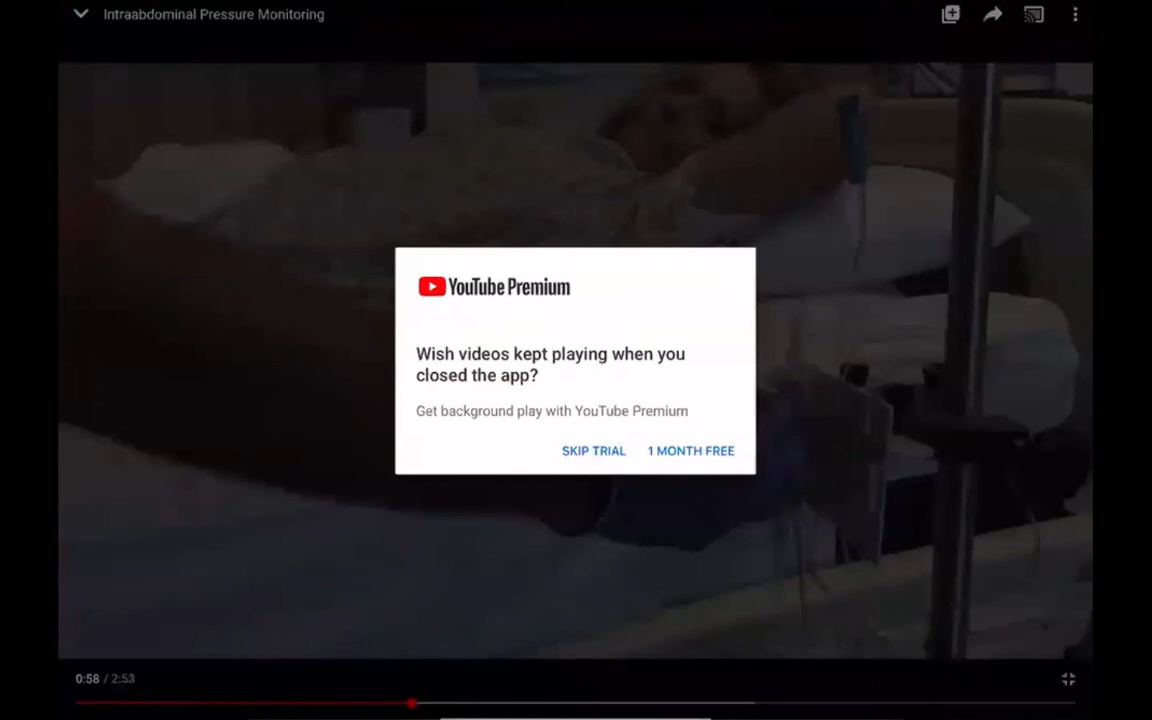 Intraabdominal Pressure Monitoring
YouTube Premium
Wish videos kept playing when you
closed the app?
Get background play with YouTube Premium
SKIP TRIAL 1 MONTH FREE
0:58 / 2:53